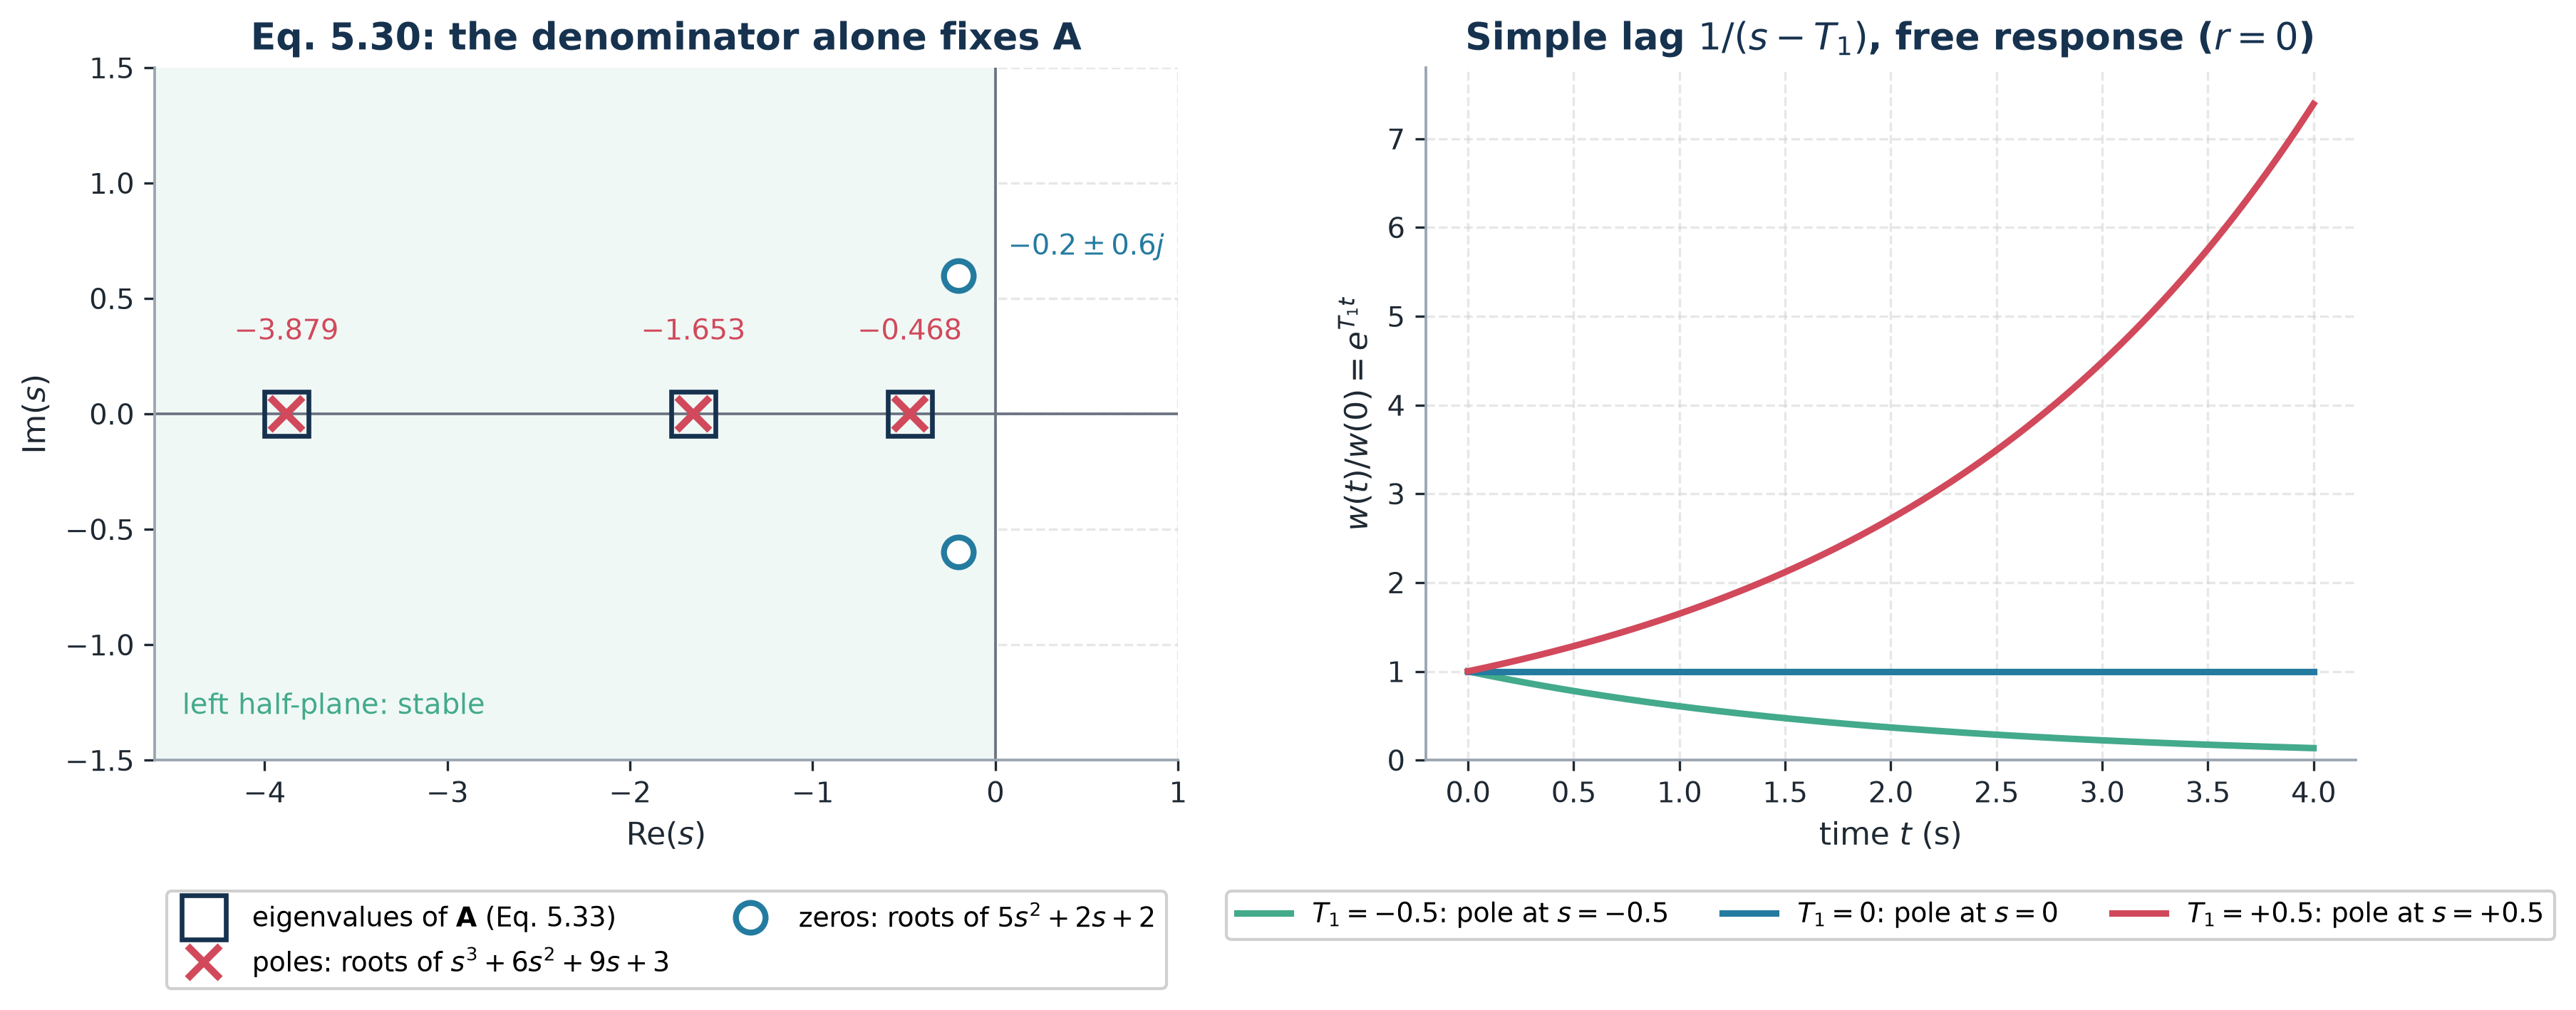 Eq. 5.30: the denominator alone fixes A
1.5
1.0
0.5
0.0
−0.5
−1.0
−1.5
Im(s)
−0.2 ± 0.6j
−3.879
−1.653
−0.468
left half-plane: stable
−4
−3
−2
−1
0
1
Re(s)
eigenvalues of A (Eq. 5.33)
poles: roots of s³ + 6s² + 9s + 3
zeros: roots of 5s² + 2s + 2
Simple lag 1/(s − T₁), free response (r = 0)
7
6
5
4
3
2
1
0
w(t)/w(0) = e^{T₁t}
0.0
0.5
1.0
1.5
2.0
2.5
3.0
3.5
4.0
time t (s)
T₁ = −0.5: pole at s = −0.5
T₁ = 0: pole at s = 0
T₁ = +0.5: pole at s = +0.5